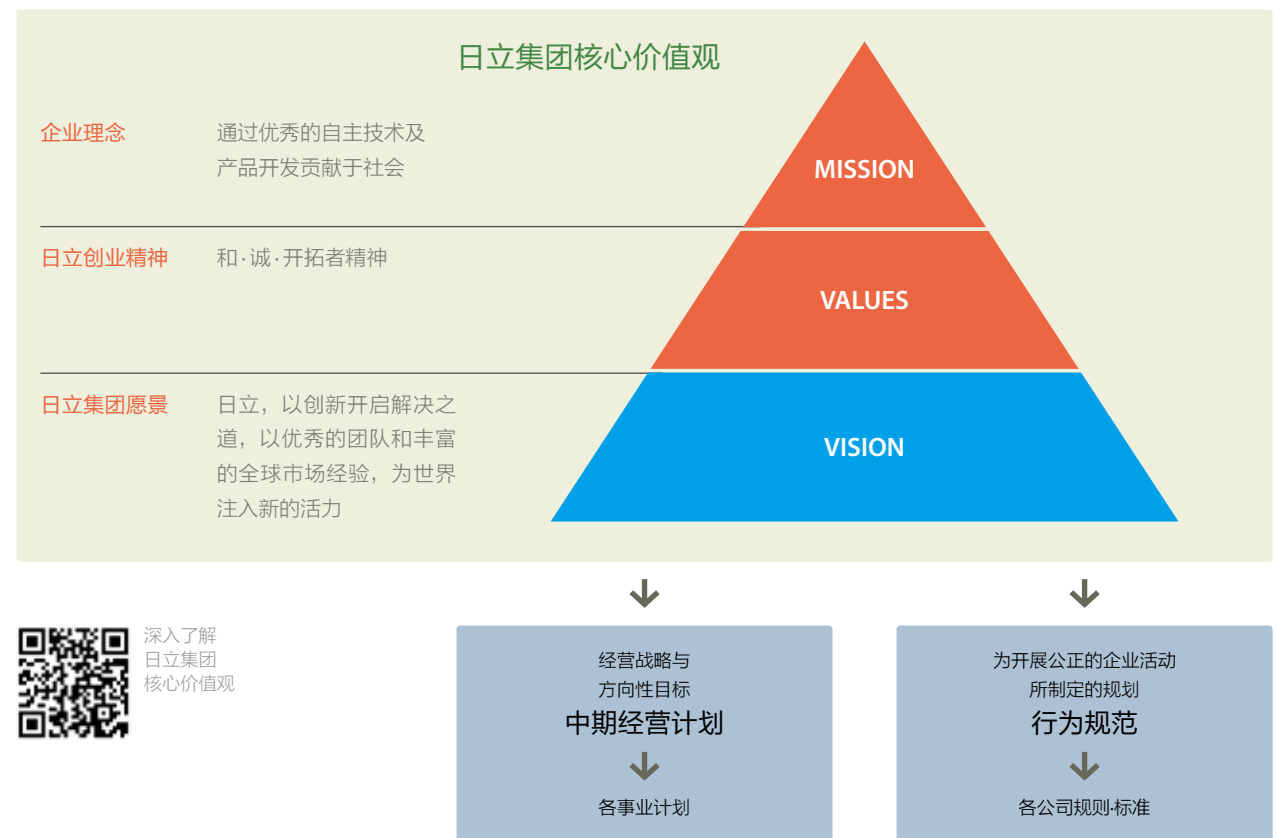 日立集团核心价值观
企业理念
通过优秀的自主技术及
产品开发贡献于社会
MISSION
日立创业精神
和·诚·开拓者精神
VALUES
日立集团愿景
日立，以创新开启解决之
道，以优秀的团队和丰富
的全球市场经验，为世界
注入新的活力
VISION
深入了解
日立集团
核心价值观
经营战略与
方向性目标
中期经营计划
各事业计划
为开展公正的企业活动
所制定的规划
行为规范
各公司规则·标准